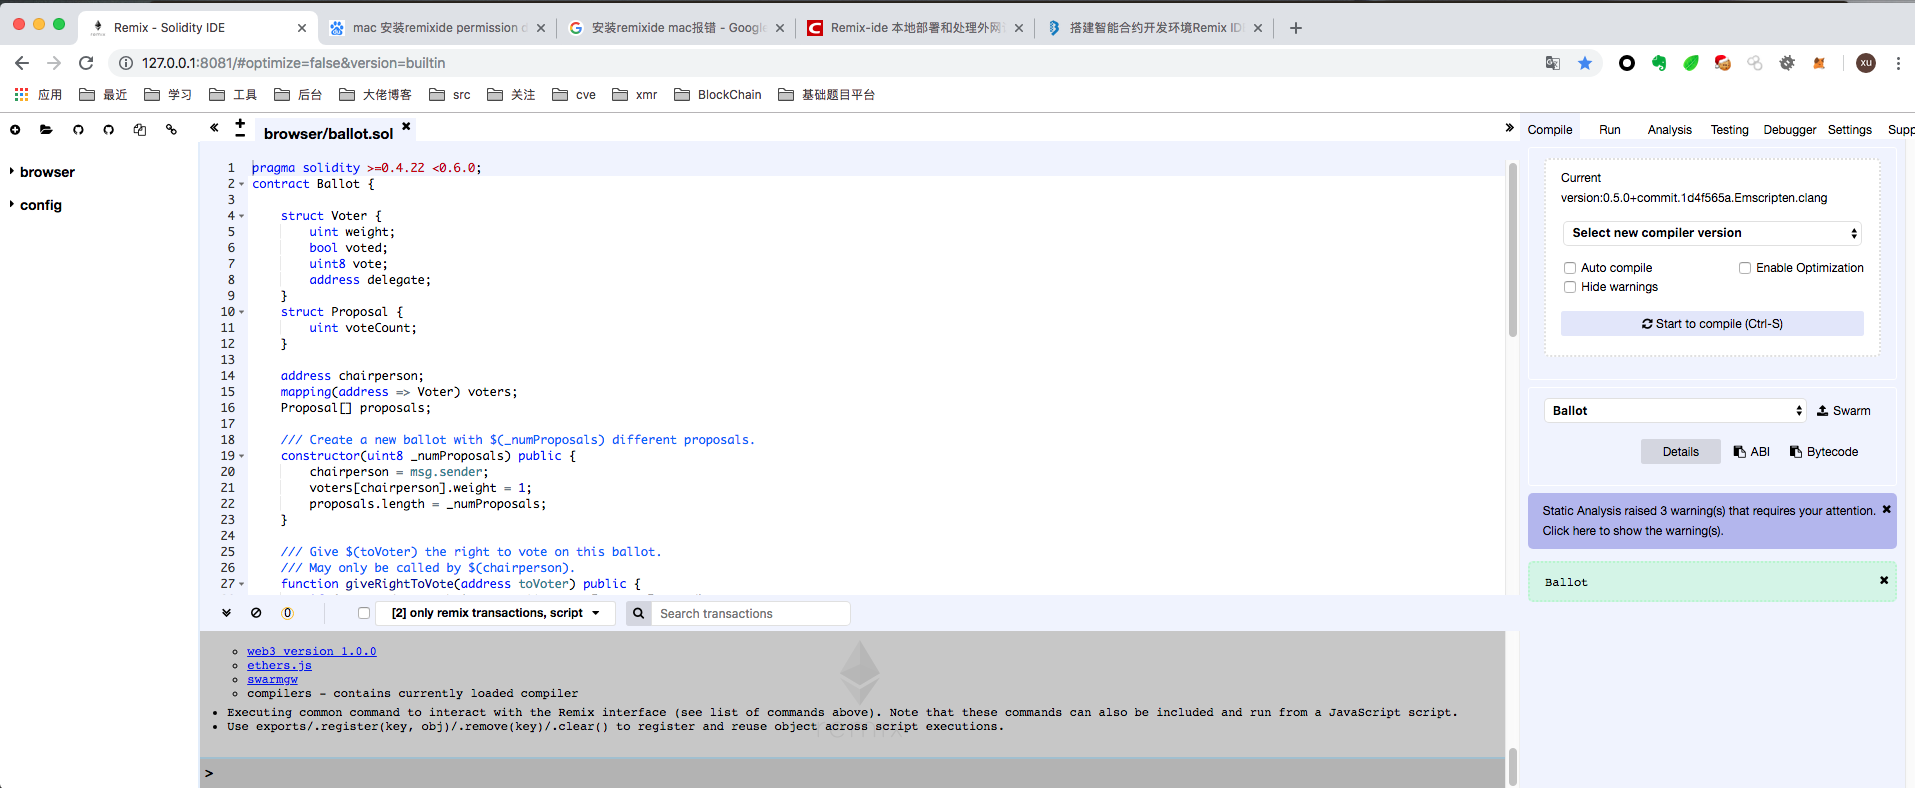 Remix - Solidity IDE
mac 安装remixide permission d
安装remixide mac报错 - Google
Remix-ide 本地部署和处理外网
搭建智能合约开发环境Remix ID
127.0.0.1:8081/#optimize=false&version=builtin
XU
应用 最近 学习 工具 后台 大佬博客 src 关注 cve xmr BlockChain 基础题目平台
browser/ballot.sol
Compile Run Analysis Testing Debugger Settings Supp
browser
config
1 pragma solidity >=0.4.22 <0.6.0;
2 contract Ballot {
3
4 struct Voter {
5 uint weight;
6 bool voted;
7 uint8 vote;
8 address delegate;
9 }
10 struct Proposal {
11 uint voteCount;
12 }
13
14 address chairperson;
15 mapping(address => Voter) voters;
16 Proposal[] proposals;
17
18 /// Create a new ballot with $(_numProposals) different proposals.
19 constructor(uint8 _numProposals) public {
20 chairperson = msg.sender;
21 voters[chairperson].weight = 1;
22 proposals.length = _numProposals;
23 }
24
25 /// Give $(toVoter) the right to vote on this ballot.
26 /// May only be called by $(chairperson).
27 function giveRightToVote(address toVoter) public {
0
[2] only remix transactions, script
Search transactions
web3 version 1.0.0
ethers.js
swarmgw
compilers - contains currently loaded compiler
Executing common command to interact with the Remix interface (see list of commands above). Note that these commands can also be included and run from a JavaScript script.
Use exports/.register(key, obj)/.remove(key)/.clear() to register and reuse object across script executions.
>
Current
version:0.5.0+commit.1d4f565a.Emscripten.clang
Select new compiler version
Auto compile
Enable Optimization
Hide warnings
Start to compile (Ctrl-S)
Ballot
Swarm
Details
ABI
Bytecode
Static Analysis raised 3 warning(s) that requires your attention.
Click here to show the warning(s).
Ballot